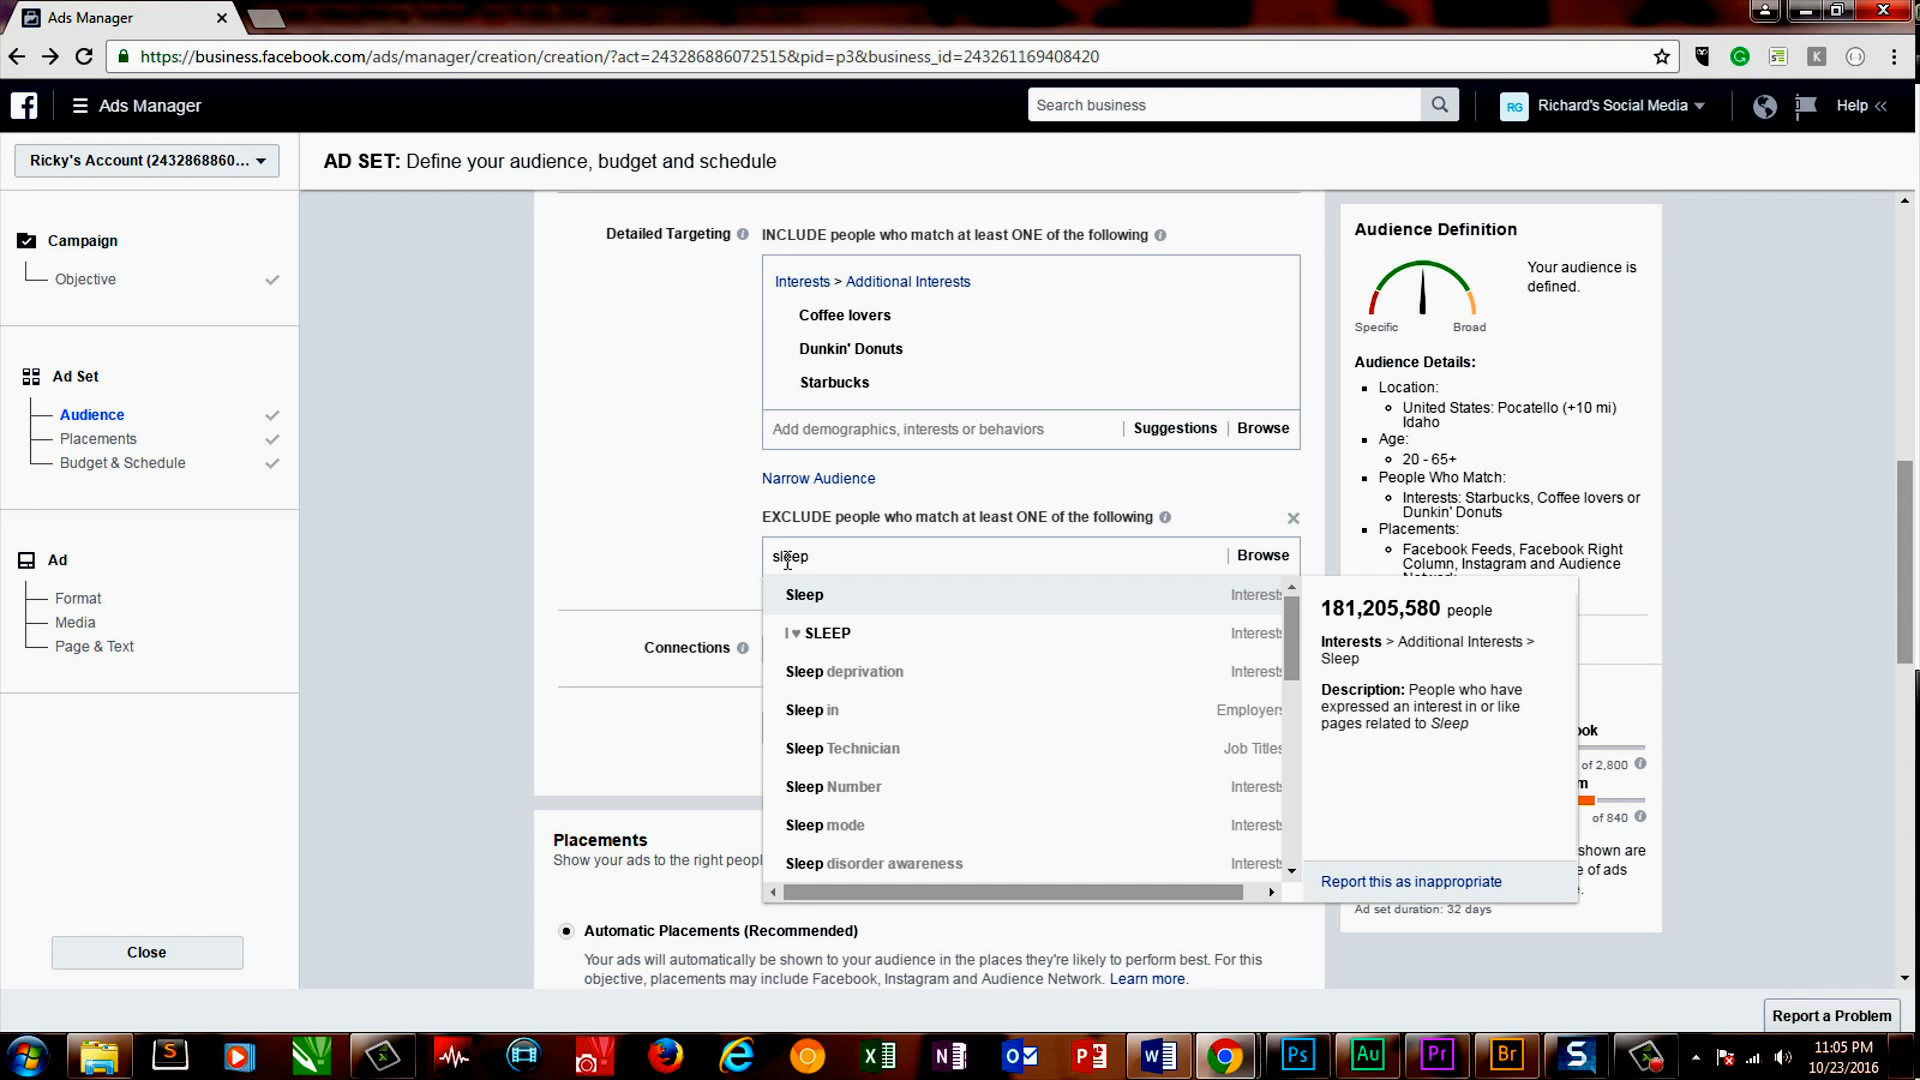 Ads Manager
https://business.facebook.com/ads/manager/creation/creation/?act=243286886072515&pid=p3&business_id=243261169408420
Ads Manager
Search business
RG Richard's Social Media
Help
Ricky's Account (2432868860...
AD SET: Define your audience, budget and schedule
Campaign
Objective
Ad Set
Audience
Placements
Budget & Schedule
Ad
Format
Media
Page & Text
Close
Detailed Targeting
INCLUDE people who match at least ONE of the following
Interests > Additional Interests
Coffee lovers
Dunkin' Donuts
Starbucks
Add demographics, interests or behaviors | Suggestions | Browse
Narrow Audience
EXCLUDE people who match at least ONE of the following
sleep | Browse
Sleep Interests
I ♥ SLEEP Interests
Sleep deprivation Interests
Sleep in Employers
Sleep Technician Job Titles
Sleep Number Interests
Sleep mode Interests
Sleep disorder awareness Interests
181,205,580 people
Interests > Additional Interests >
Sleep
Description: People who have
expressed an interest in or like
pages related to Sleep
Report this as inappropriate
Connections
Placements
Show your ads to the right peopl
Automatic Placements (Recommended)
Your ads will automatically be shown to your audience in the places they're likely to perform best. For this
objective, placements may include Facebook, Instagram and Audience Network. Learn more.
Audience Definition
Your audience is
defined.
Specific Broad
Audience Details:
Location:
United States: Pocatello (+10 mi)
Idaho
Age:
20 - 65+
People Who Match:
Interests: Starbucks, Coffee lovers or
Dunkin' Donuts
Placements:
Facebook Feeds, Facebook Right
Column, Instagram and Audience
ook
of 2,800
m
of 840
shown are
e of ads
Ad set duration: 32 days
Report a Problem
11:05 PM
10/23/2016